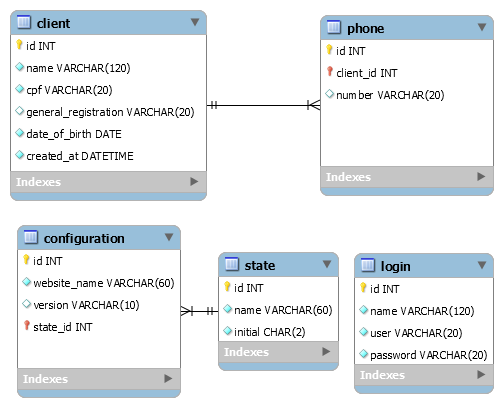 client
id INT
name VARCHAR(120)
cpf VARCHAR(20)
general_registration VARCHAR(20)
date_of_birth DATE
created_at DATETIME
Indexes
phone
id INT
client_id INT
number VARCHAR(20)
Indexes
configuration
id INT
website_name VARCHAR(60)
version VARCHAR(10)
state_id INT
Indexes
state
id INT
name VARCHAR(60)
initial CHAR(2)
Indexes
login
id INT
name VARCHAR(120)
user VARCHAR(20)
password VARCHAR(20)
Indexes